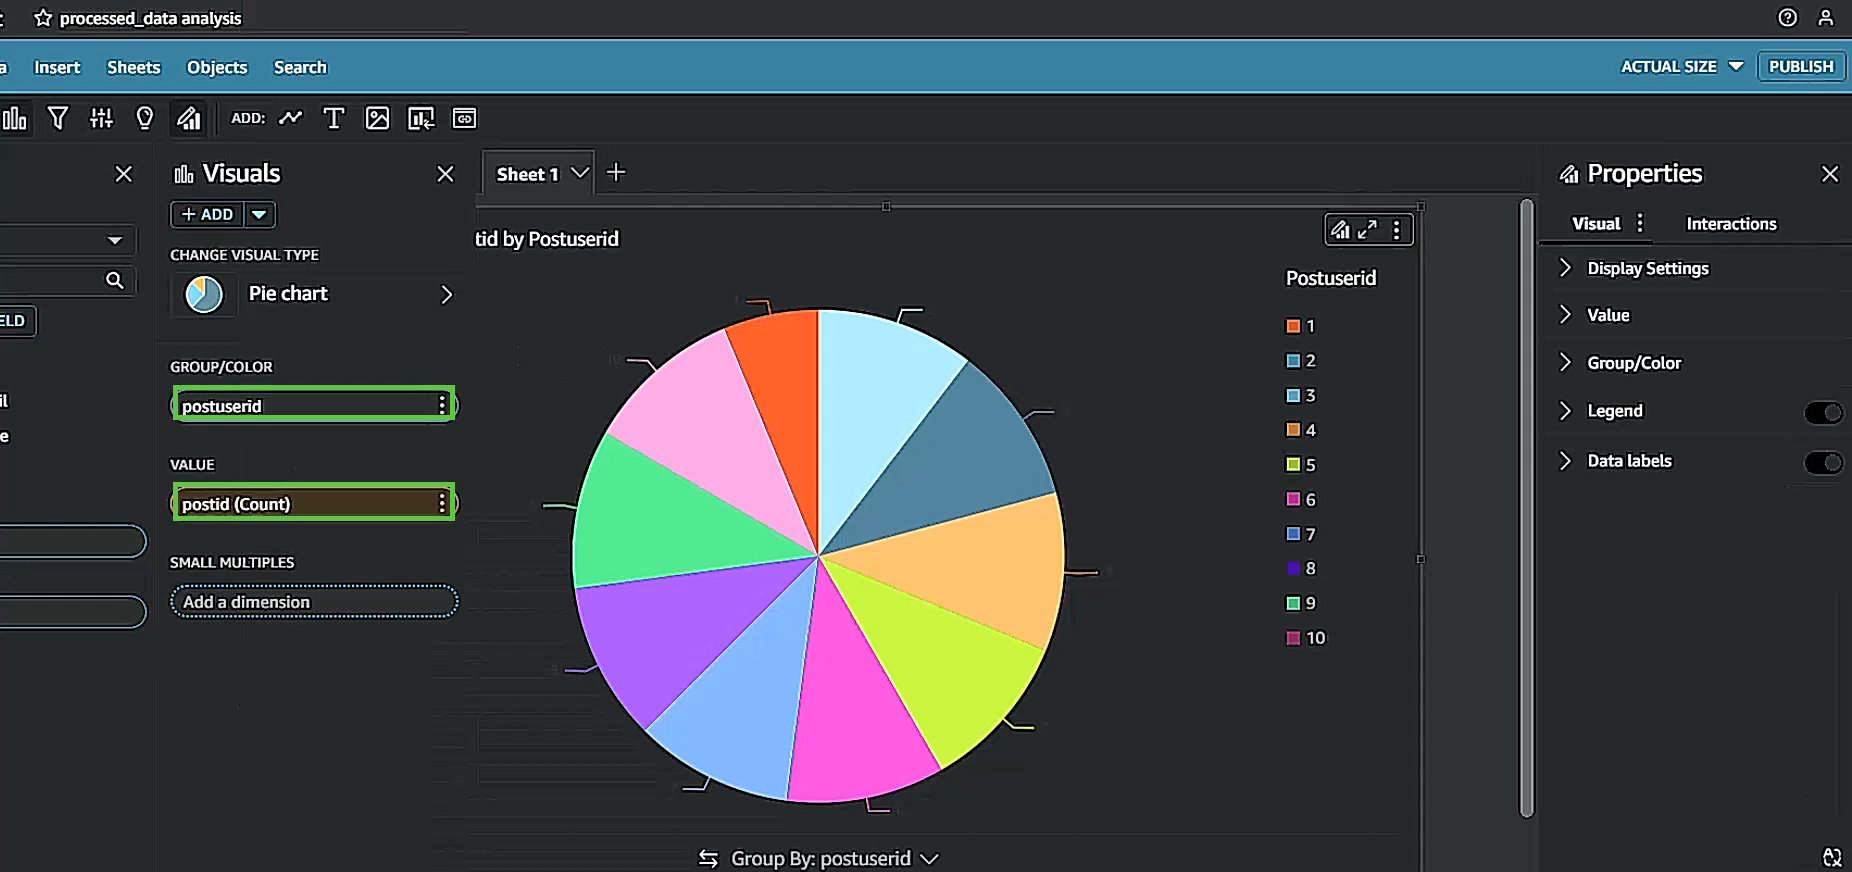 processed_data analysis
Insert Sheets Objects Search
ACTUAL SIZE PUBLISH
ADD:
Visuals
+ ADD
CHANGE VISUAL TYPE
Pie chart
GROUP/COLOR
postuserid
VALUE
postid (Count)
SMALL MULTIPLES
Add a dimension
ELD
il
e
Sheet 1 +
tid by Postuserid
Postuserid
1
2
3
4
5
6
7
8
9
10
Group By: postuserid
Properties
Visual Interactions
Display Settings
Value
Group/Color
Legend
Data labels